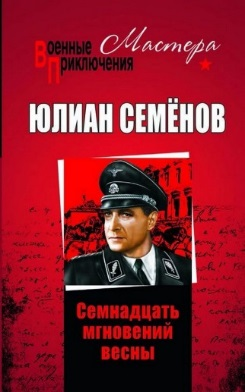 Военные
Приключения
Мастера
ЮЛИАН СЕМЁНОВ
Семнадцать
мгновений
весны